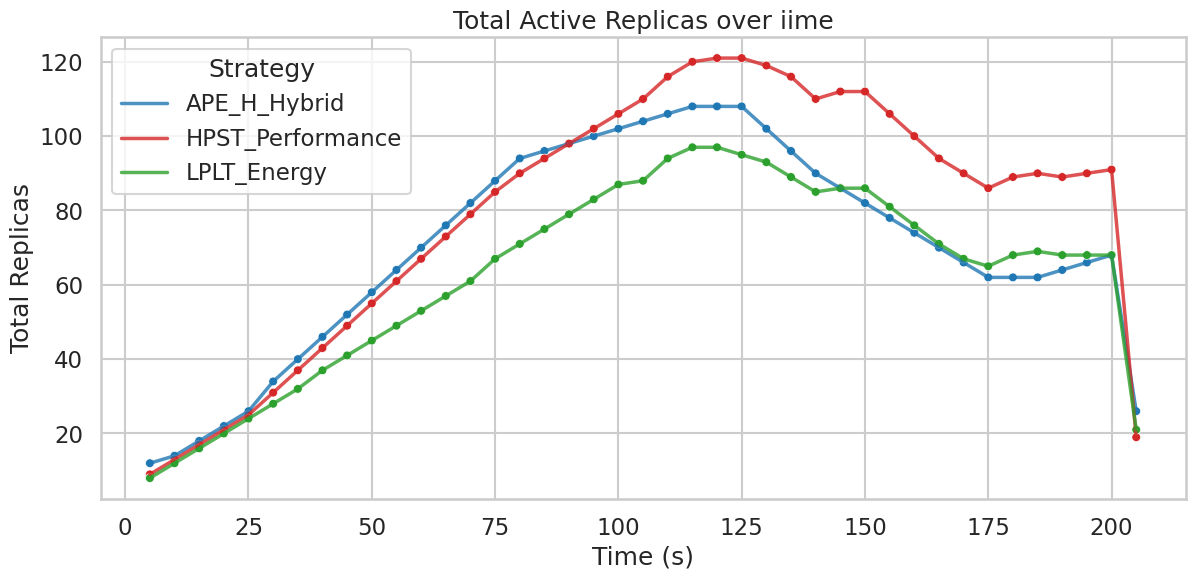 Total Active Replicas over iime
Strategy
APE_H_Hybrid
HPST_Performance
LPLT_Energy
Total Replicas
120
100
80
60
40
20
0 25 50 75 100 125 150 175 200
Time (s)